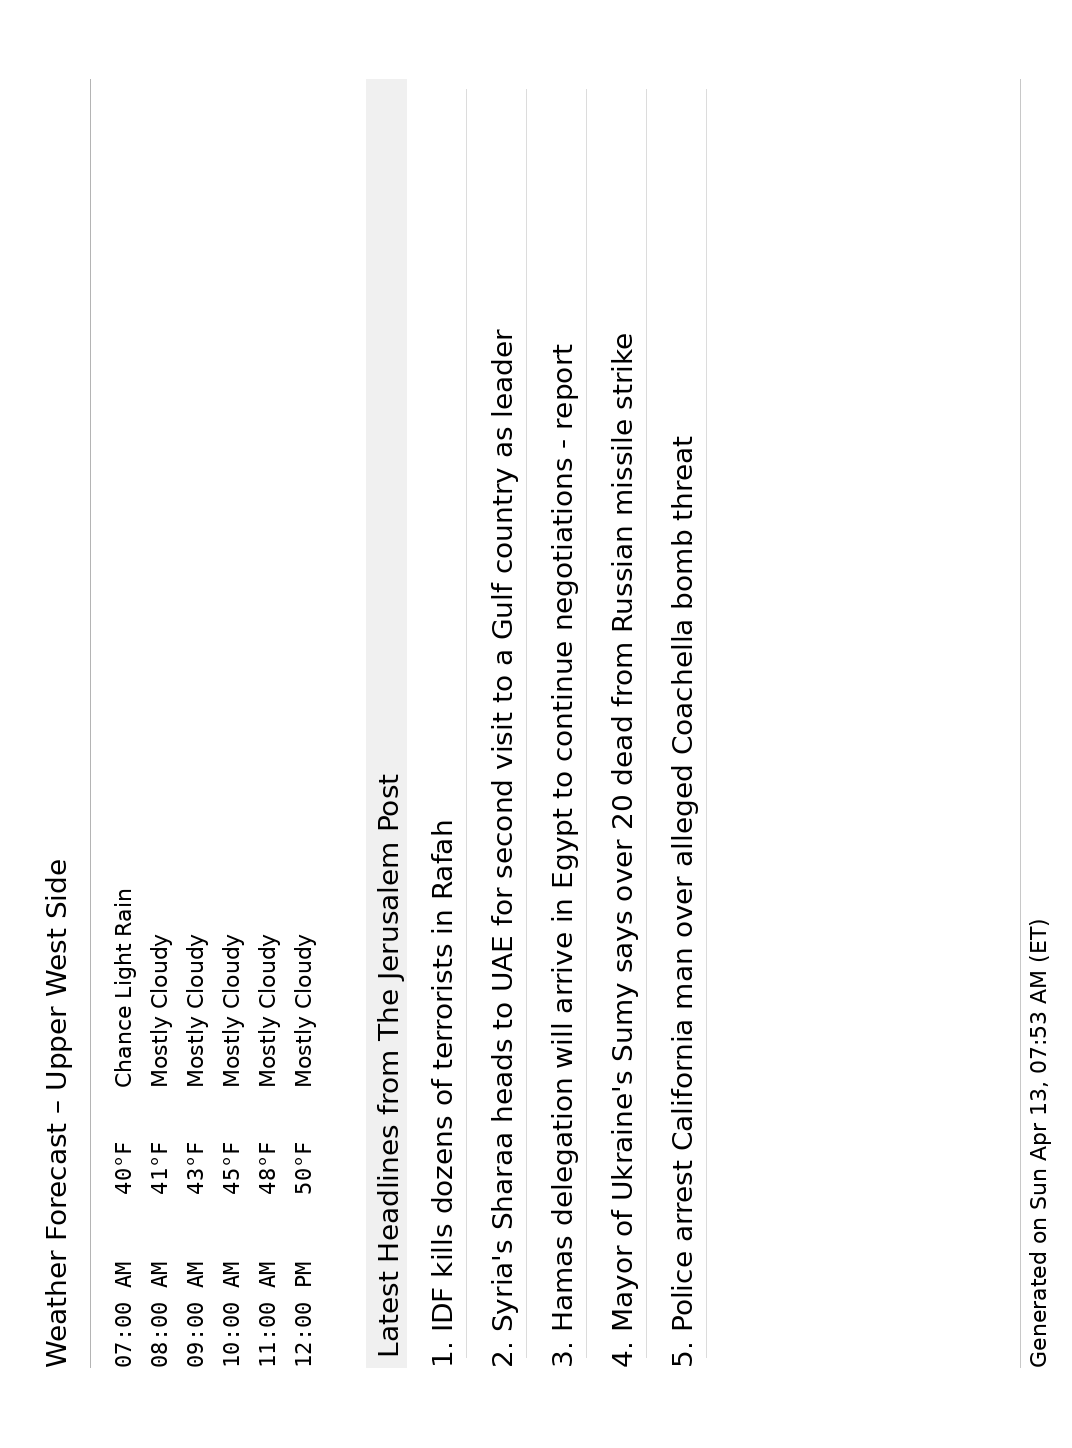 Weather Forecast – Upper West Side
07:00 AM 40°F Chance Light Rain
08:00 AM 41°F Mostly Cloudy
09:00 AM 43°F Mostly Cloudy
10:00 AM 45°F Mostly Cloudy
11:00 AM 48°F Mostly Cloudy
12:00 PM 50°F Mostly Cloudy
Latest Headlines from The Jerusalem Post
1. IDF kills dozens of terrorists in Rafah
2. Syria's Sharaa heads to UAE for second visit to a Gulf country as leader
3. Hamas delegation will arrive in Egypt to continue negotiations - report
4. Mayor of Ukraine's Sumy says over 20 dead from Russian missile strike
5. Police arrest California man over alleged Coachella bomb threat
Generated on Sun Apr 13, 07:53 AM (ET)